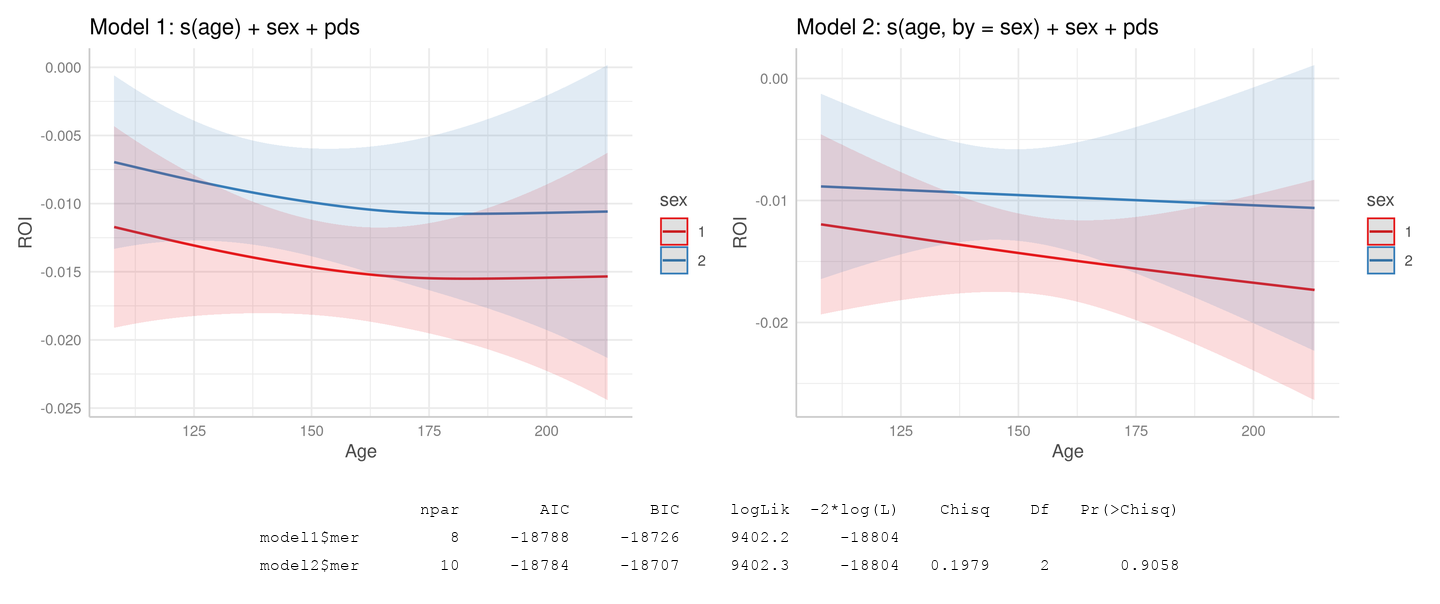 Model 1: s(age) + sex + pds
0.000
-0.005
-0.010
-0.015
-0.020
-0.025
ROI
125 150 175 200
Age
sex
1
2
Model 2: s(age, by = sex) + sex + pds
0.00
-0.01
-0.02
ROI
125 150 175 200
Age
sex
1
2
npar AIC BIC logLik -2*log(L) Chisq Df Pr(>Chisq)
model1$mer 8 -18788 -18726 9402.2 -18804
model2$mer 10 -18784 -18707 9402.3 -18804 0.1979 2 0.9058